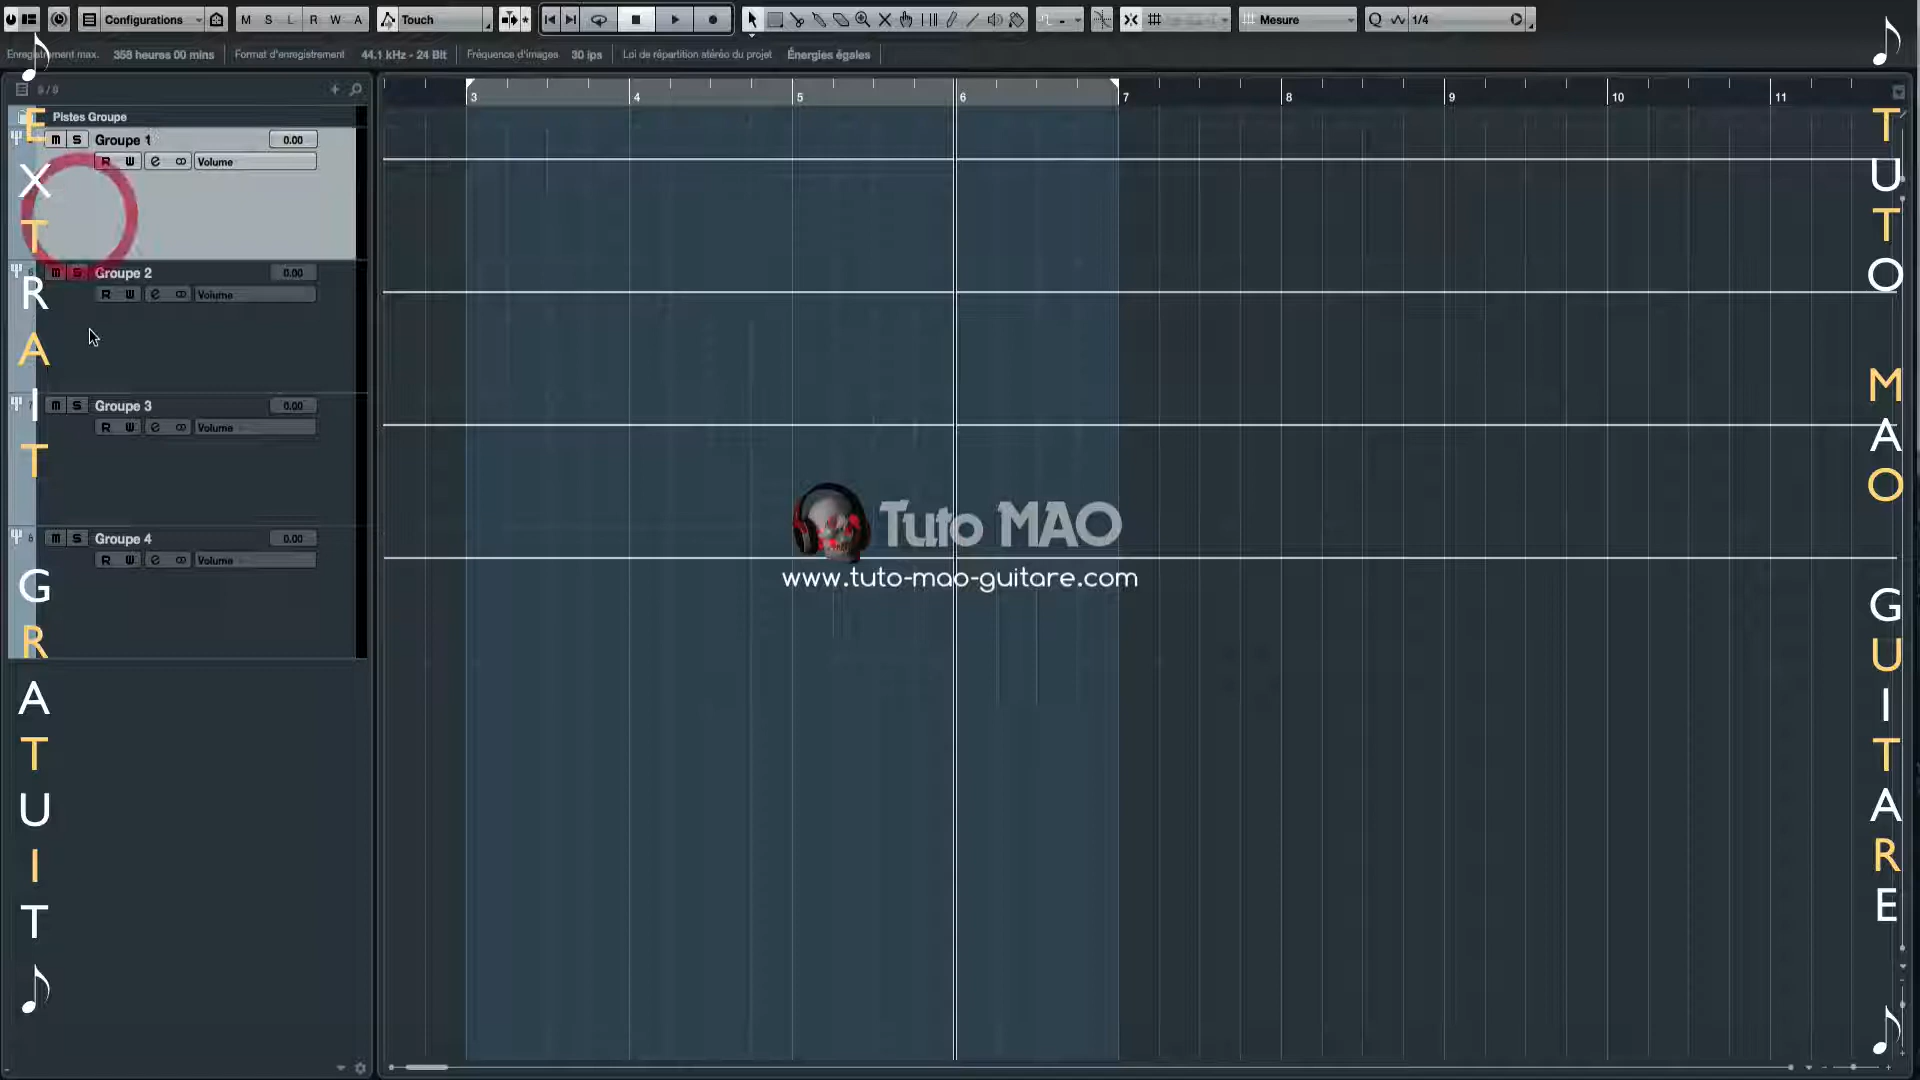 Configurations
M S L R W A
Touch
Mesure
Q
1/4
Enregistrement max. 358 heures 00 mins
Format d'enregistrement 44.1 kHz - 24 Bit
Fréquence d'images 30 ips
Loi de répartition stéréo du projet Énergies égales
3 4 5 6 7 8 9 10 11
Pistes Groupe
m S Groupe 1 0.00
R W e Volume
6 m S Groupe 2 0.00
R W e Volume
7 m S Groupe 3 0.00
R W e Volume
8 m S Groupe 4 0.00
R W e Volume
EXTRAIT GRATUIT
Tuto MAO
www.tuto-mao-guitare.com
TUTO MAO GUITARE